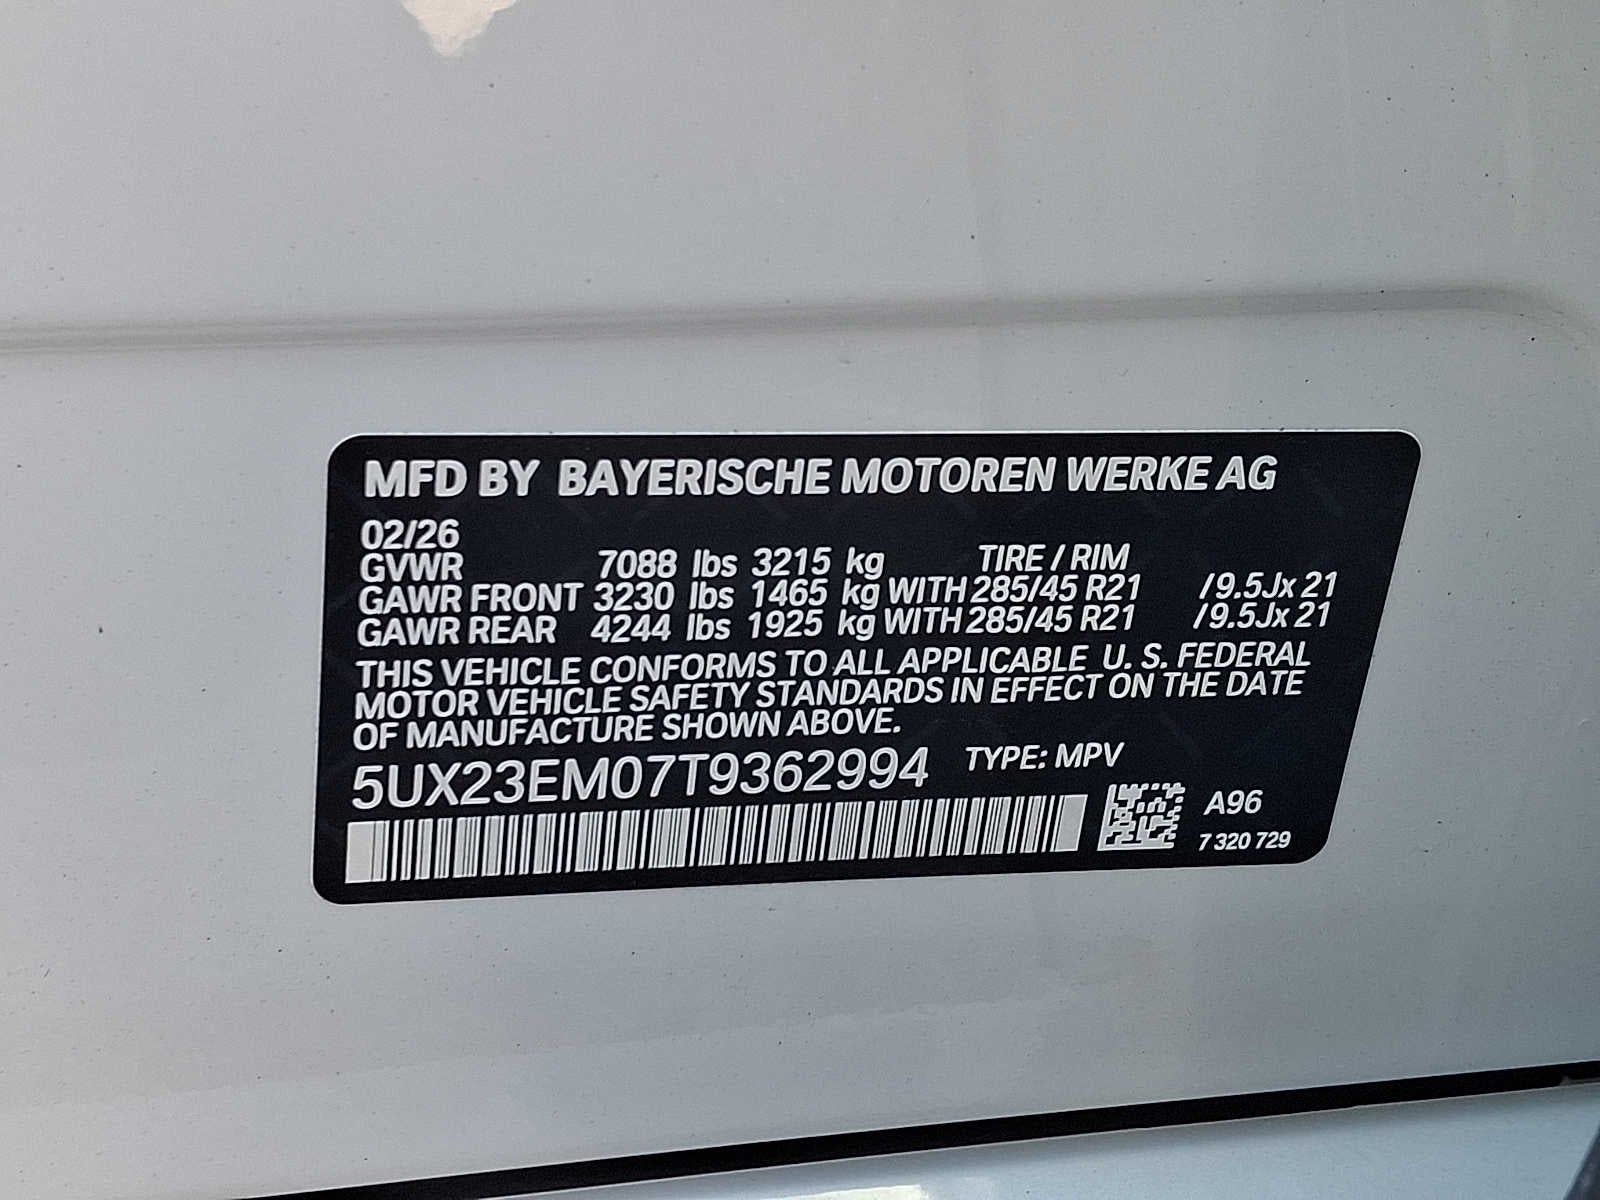 MFD BY BAYERISCHE MOTOREN WERKE AG
02/26
GVWR 7088 lbs 3215 kg TIRE / RIM
GAWR FRONT 3230 lbs 1465 kg WITH 285/45 R21 / 9.5Jx 21
GAWR REAR 4244 lbs 1925 kg WITH 285/45 R21 / 9.5Jx 21
THIS VEHICLE CONFORMS TO ALL APPLICABLE U. S. FEDERAL
MOTOR VEHICLE SAFETY STANDARDS IN EFFECT ON THE DATE
OF MANUFACTURE SHOWN ABOVE.
5UX23EM07T9362994 TYPE: MPV
A96
7 320 729